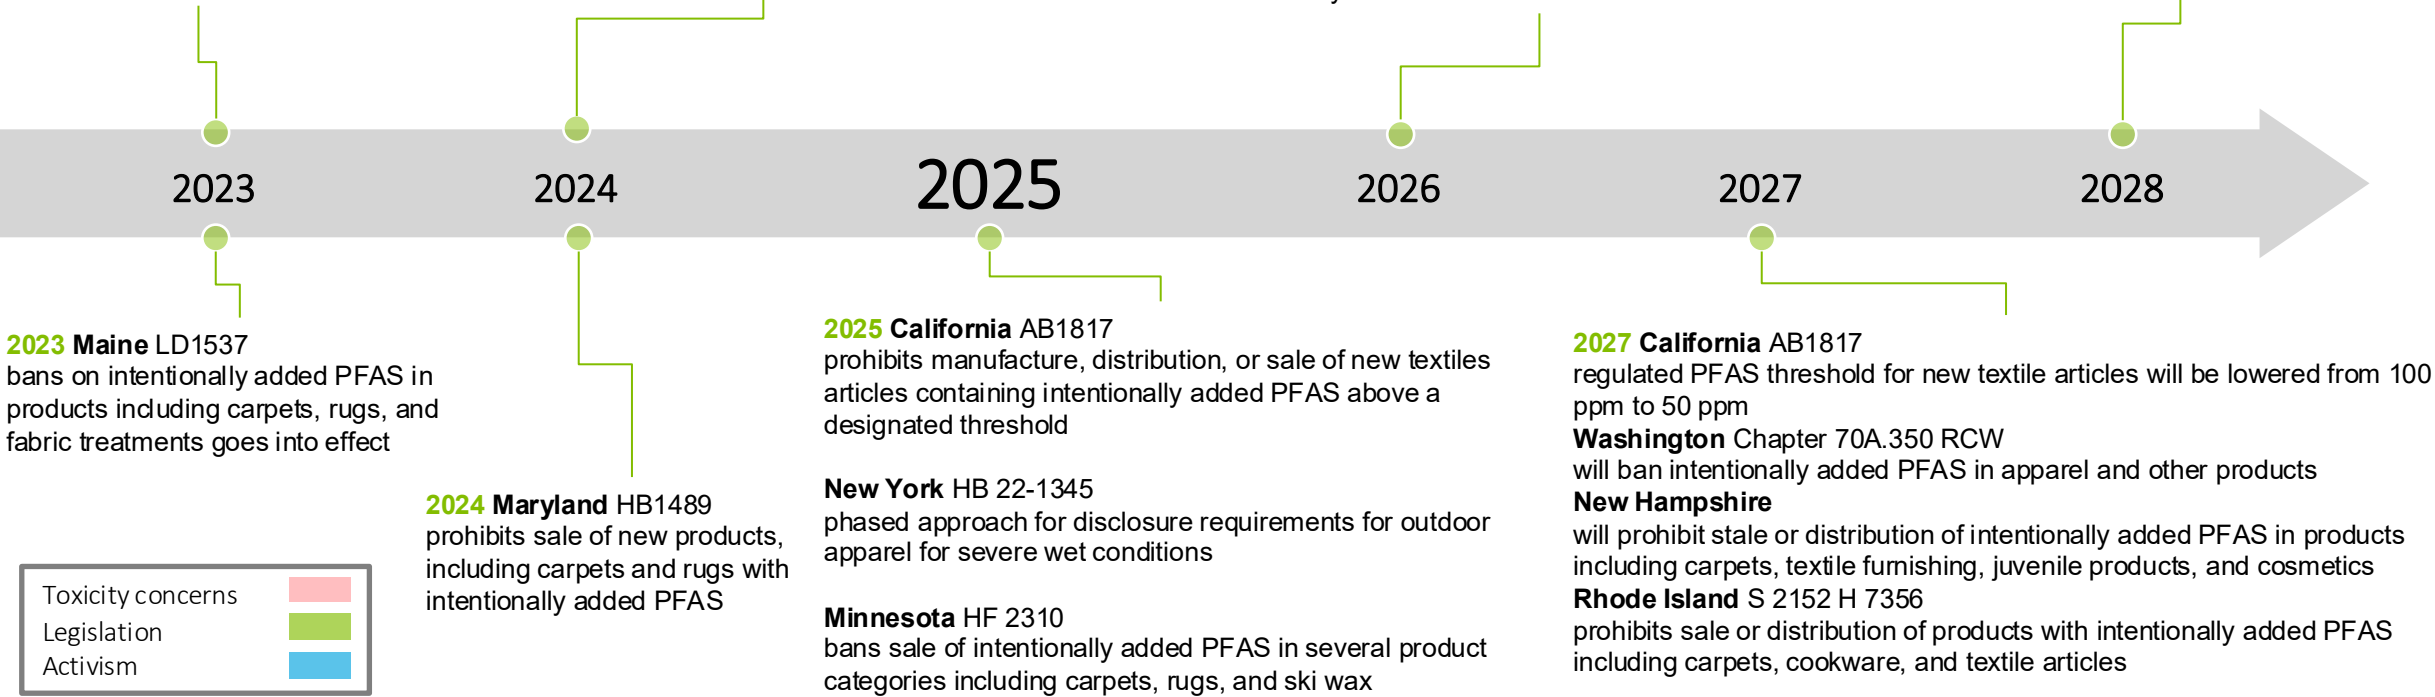 2023
2024
2025
2026
2027
2028
2023 Maine LD1537
bans on intentionally added PFAS in
products including carpets, rugs, and
fabric treatments goes into effect
2024 Maryland HB1489
prohibits sale of new products,
including carpets and rugs with
intentionally added PFAS
2025 California AB1817
prohibits manufacture, distribution, or sale of new textiles
articles containing intentionally added PFAS above a
designated threshold
New York HB 22-1345
phased approach for disclosure requirements for outdoor
apparel for severe wet conditions
Minnesota HF 2310
bans sale of intentionally added PFAS in several product
categories including carpets, rugs, and ski wax
2027 California AB1817
regulated PFAS threshold for new textile articles will be lowered from 100
ppm to 50 ppm
Washington Chapter 70A.350 RCW
will ban intentionally added PFAS in apparel and other products
New Hampshire
will prohibit stale or distribution of intentionally added PFAS in products
including carpets, textile furnishing, juvenile products, and cosmetics
Rhode Island S 2152 H 7356
prohibits sale or distribution of products with intentionally added PFAS
including carpets, cookware, and textile articles
Toxicity concerns
Legislation
Activism